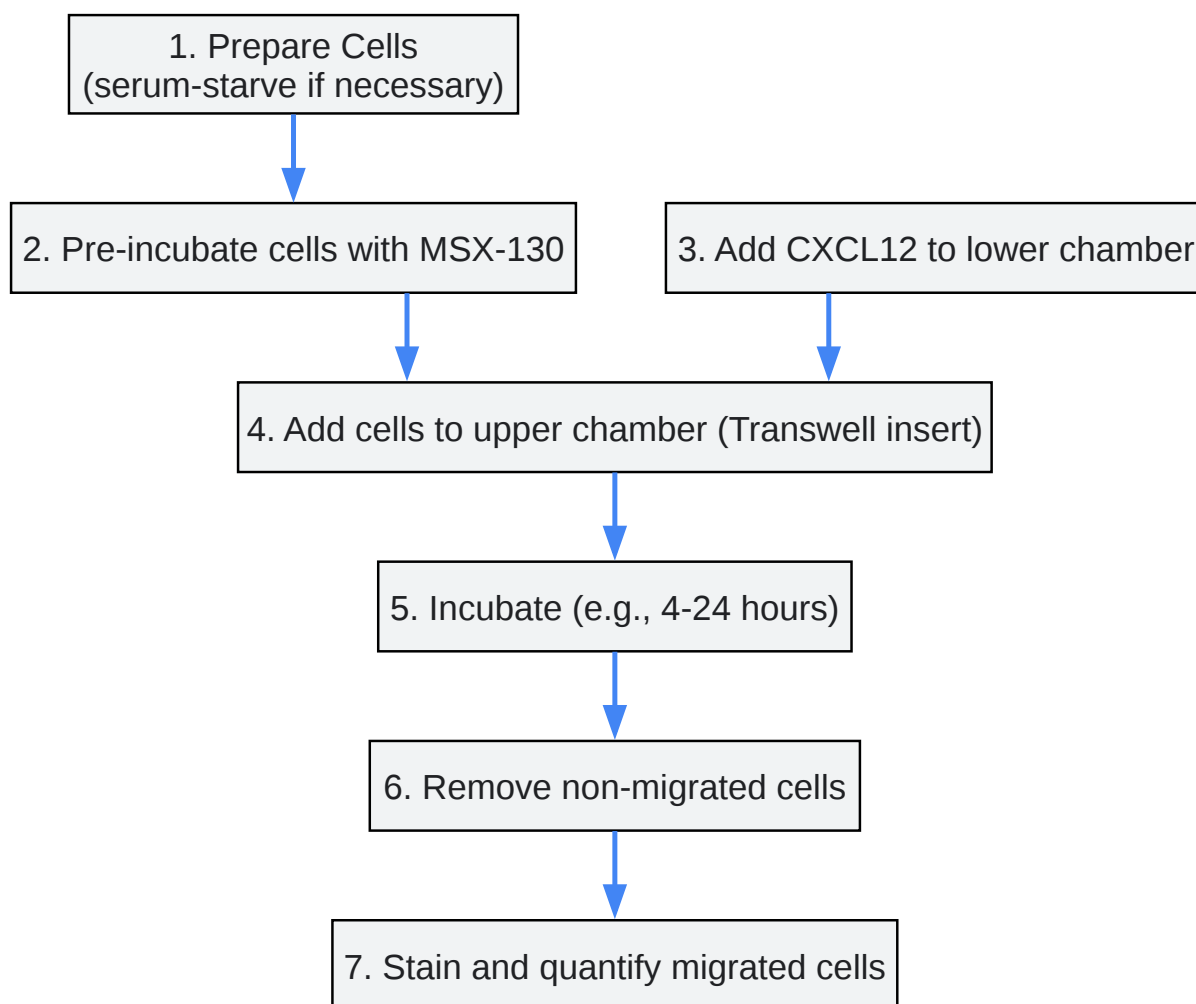 1. Prepare Cells
(serum-starve if necessary)
2. Pre-incubate cells with MSX-130
3. Add CXCL12 to lower chamber
4. Add cells to upper chamber (Transwell insert)
5. Incubate (e.g., 4-24 hours)
6. Remove non-migrated cells
7. Stain and quantify migrated cells